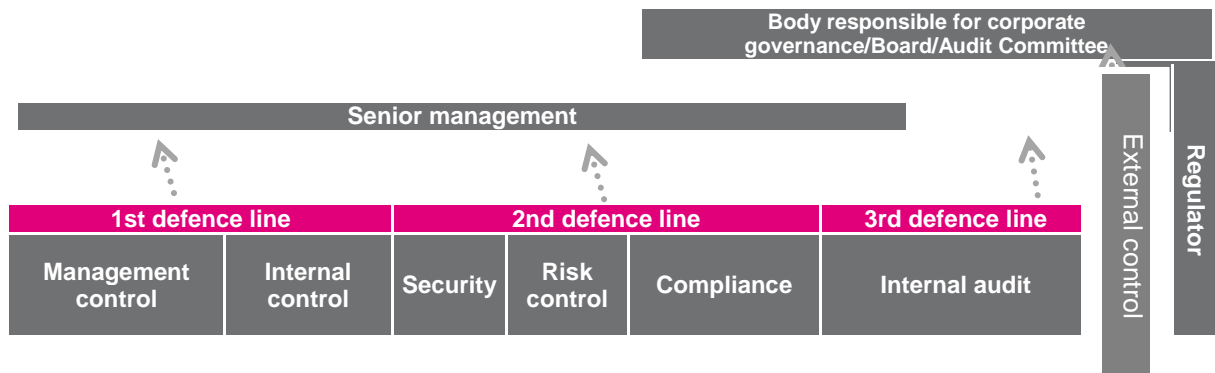 Body responsible for corporate
governance/Board/Audit Committee
Senior management
1st defence line
2nd defence line
3rd defence line
Management
control
Internal
control
Security
Risk
control
Compliance
Internal audit
External control
Regulator